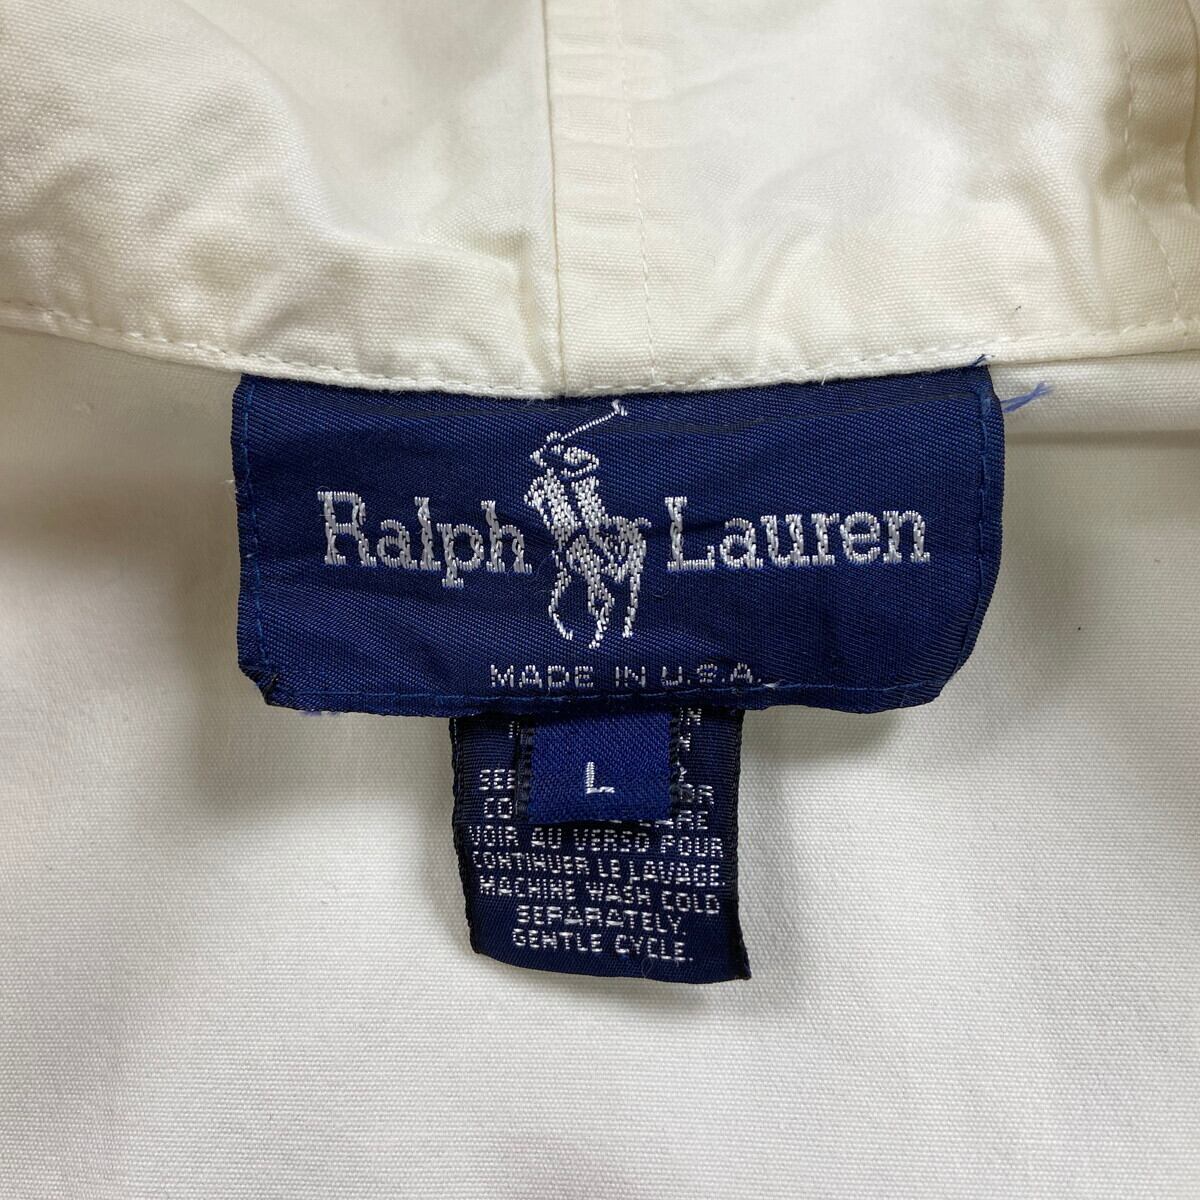 Ralph Lauren
MADE IN U.S.A.
L
VOIR AU VERSO POUR
CONTINUER LE LAVAGE.
MACHINE WASH COLD
SEPARATELY.
GENTLE CYCLE.